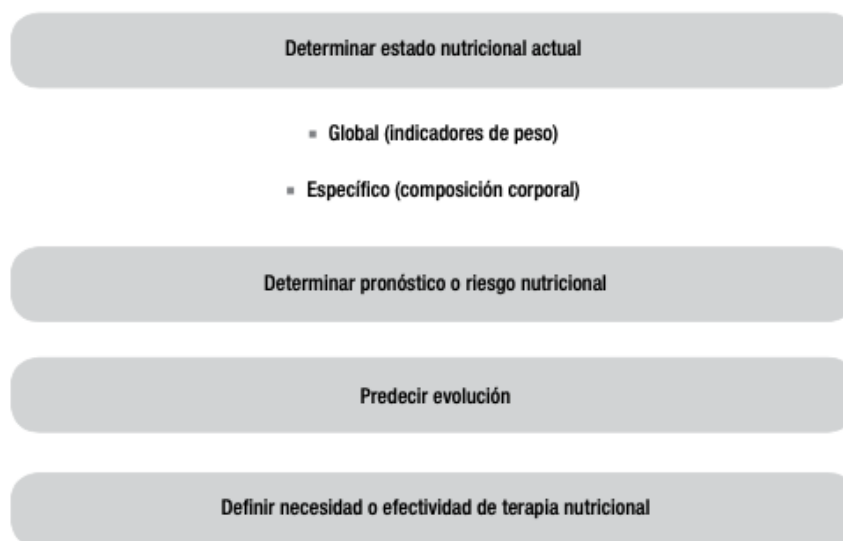 Determinar estado nutricional actual
▪ Global (indicadores de peso)
▪ Específico (composición corporal)
Determinar pronóstico o riesgo nutricional
Predecir evolución
Definir necesidad o efectividad de terapia nutricional